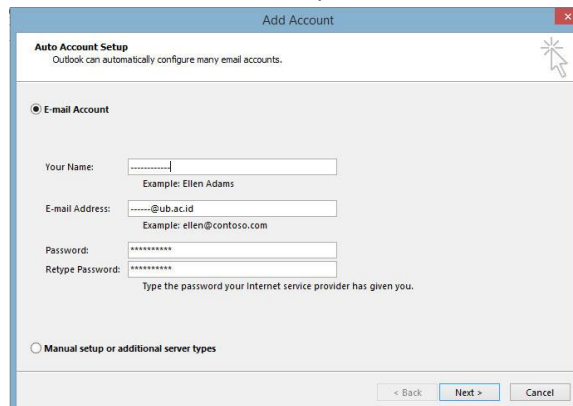 Add Account
Auto Account Setup
Outlook can automatically configure many email accounts.
E-mail Account
Your Name: ------------
Example: Ellen Adams
E-mail Address: ------@ub.ac.id
Example: ellen@contoso.com
Password: **********
Retype Password: **********
Type the password your Internet service provider has given you.
Manual setup or additional server types
< Back Next > Cancel